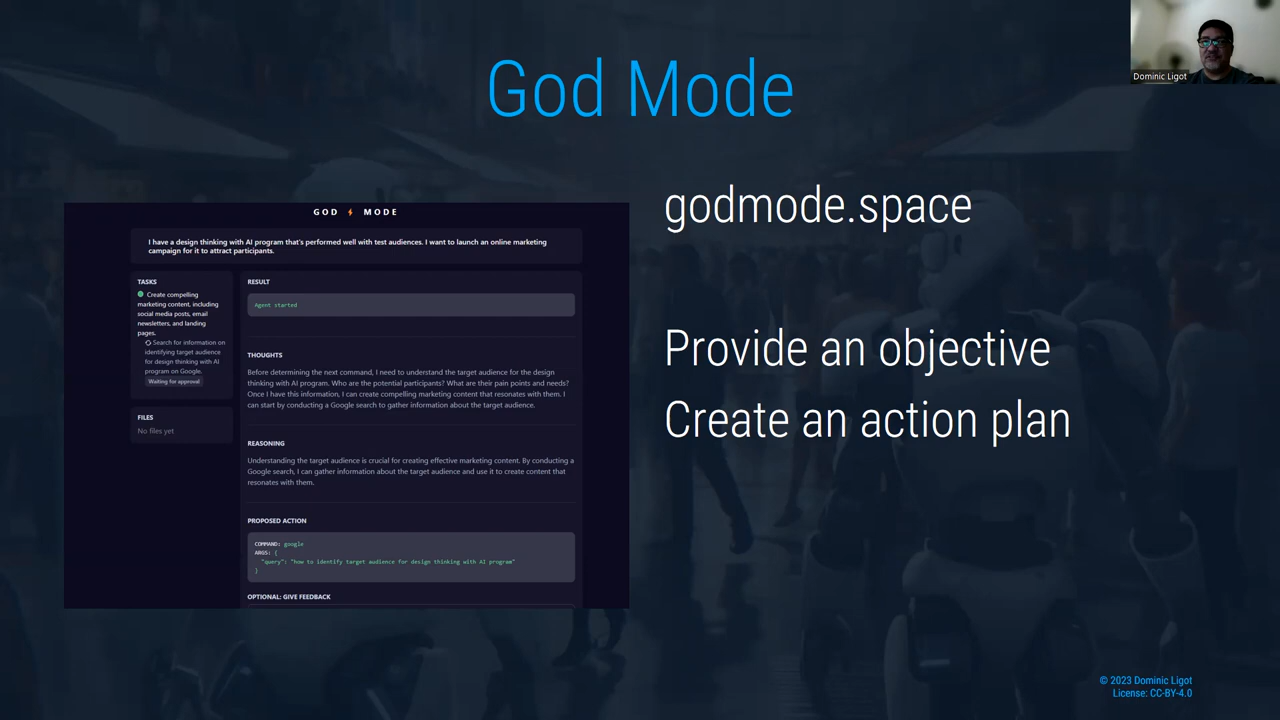 God Mode
Dominic Ligot
godmode.space
Provide an objective
Create an action plan
GOD ⚡ MODE
I have a design thinking with AI program that's performed well with test audiences. I want to launch an online marketing
campaign for it to attract participants.
TASKS
Create compelling
marketing content, including
social media posts, email
newsletters, and landing
pages.
Search for information on
identifying target audience
for design thinking with AI
program on Google.
Waiting for approval
FILES
No files yet
RESULT
Agent started
THOUGHTS
Before determining the next command, I need to understand the target audience for the design
thinking with AI program. Who are the potential participants? What are their pain points and needs?
Once I have this information, I can create compelling marketing content that resonates with them. I
can start by conducting a Google search to gather information about the target audience.
REASONING
Understanding the target audience is crucial for creating effective marketing content. By conducting a
Google search, I can gather information about the target audience and use it to create content that
resonates with them.
PROPOSED ACTION
COMMAND: google
ARGS: {
"query": "how to identify target audience for design thinking with AI program"
}
OPTIONAL: GIVE FEEDBACK
© 2023 Dominic Ligot
License: CC-BY-4.0